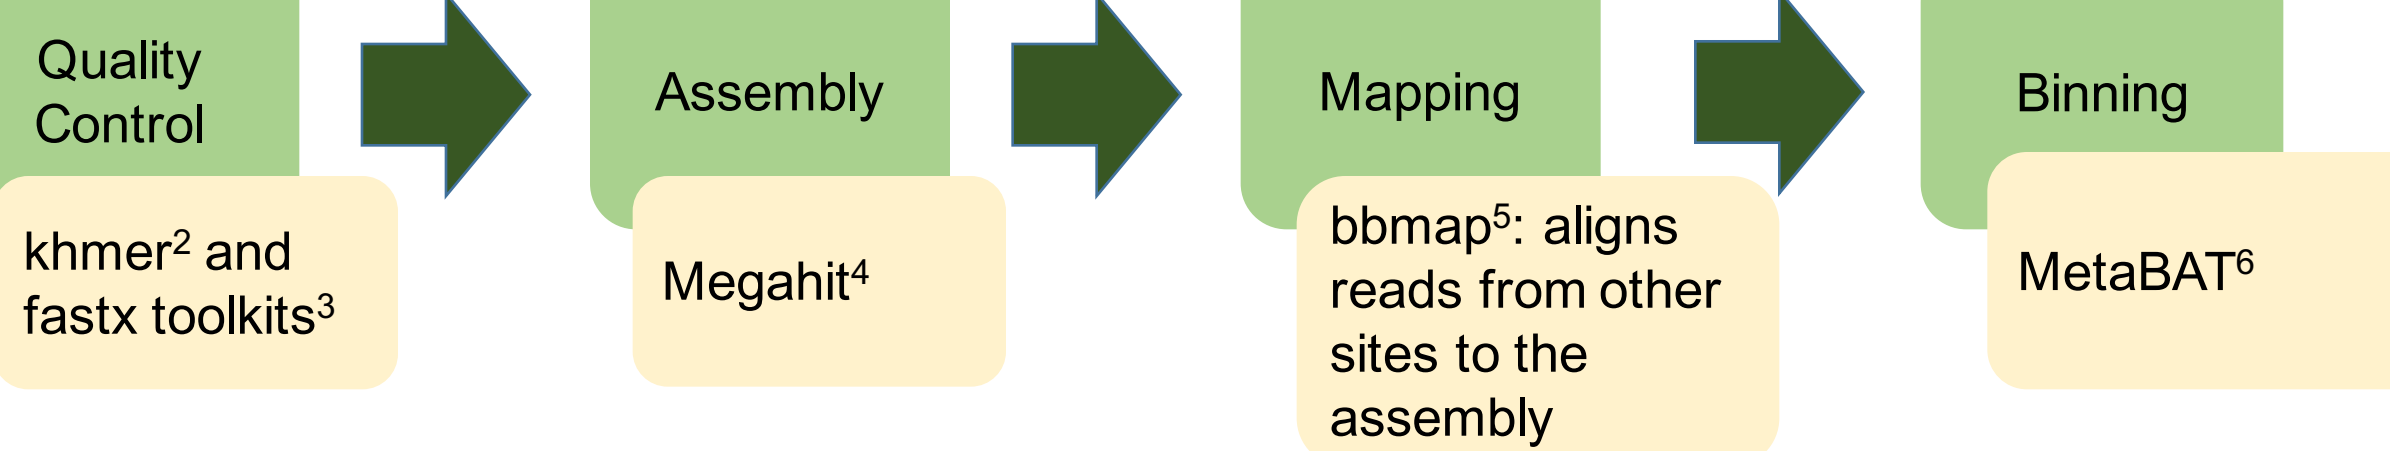 Quality
Control
khmer² and
fastx toolkits³
Assembly
Megahit⁴
Mapping
bbmap⁵: aligns
reads from other
sites to the
assembly
Binning
MetaBAT⁶